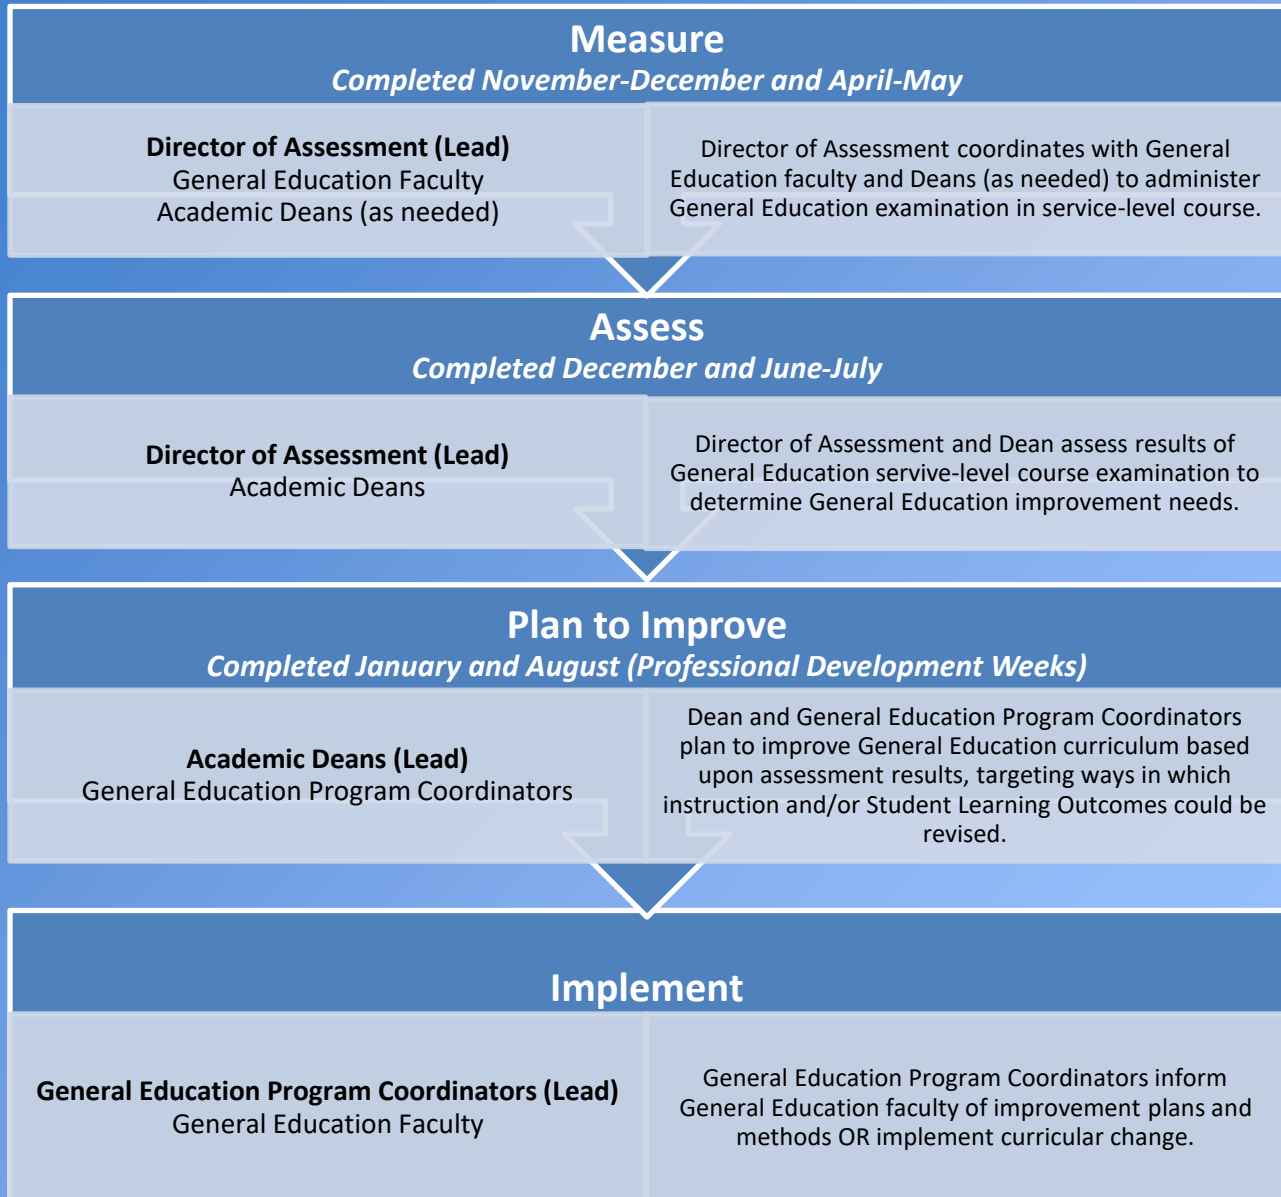 Measure
Completed November-December and April-May
Director of Assessment (Lead)
General Education Faculty
Academic Deans (as needed)
Director of Assessment coordinates with General
Education faculty and Deans (as needed) to administer
General Education examination in service-level course.
Assess
Completed December and June-July
Director of Assessment (Lead)
Academic Deans
Director of Assessment and Dean assess results of
General Education servive-level course examination to
determine General Education improvement needs.
Plan to Improve
Completed January and August (Professional Development Weeks)
Academic Deans (Lead)
General Education Program Coordinators
Dean and General Education Program Coordinators
plan to improve General Education curriculum based
upon assessment results, targeting ways in which
instruction and/or Student Learning Outcomes could be
revised.
Implement
General Education Program Coordinators (Lead)
General Education Faculty
General Education Program Coordinators inform
General Education faculty of improvement plans and
methods OR implement curricular change.